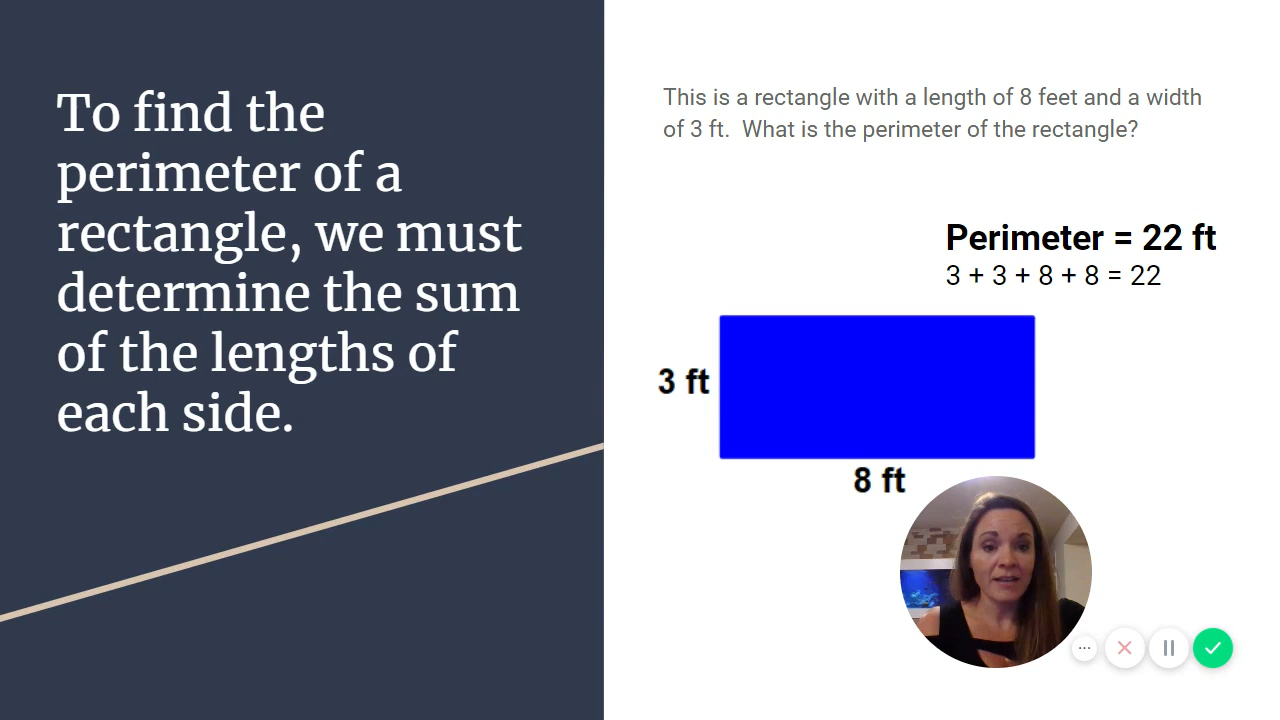 To find the
perimeter of a
rectangle, we must
determine the sum
of the lengths of
each side.
This is a rectangle with a length of 8 feet and a width
of 3 ft.  What is the perimeter of the rectangle?
Perimeter = 22 ft
3 + 3 + 8 + 8 = 22
3 ft
8 ft